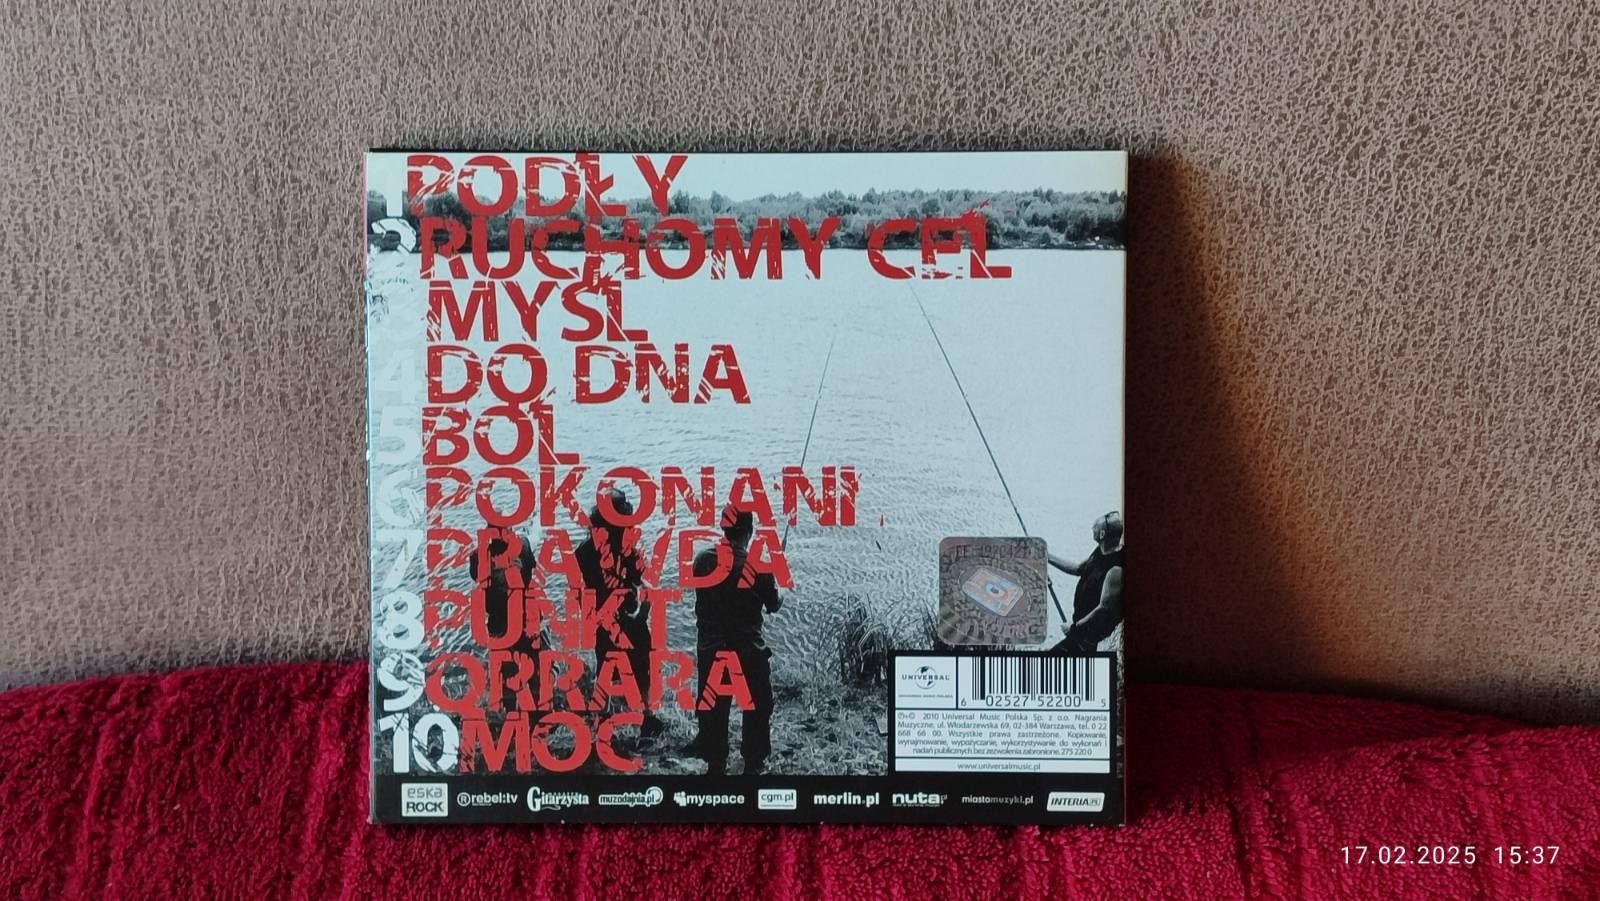 1 PODŁY
2 RUCHOMY CEL
3 MYŚL
4 DO DNA
5 BÓL
6 POKONANI
7 PRAWDA
8 PUNKT
9 QRRARA
10 MOC
UNIVERSAL
UNIVERSAL MUSIC POLSKA
6 02527 52200 5
℗+© 2010 Universal Music Polska Sp. z o.o. Nagrania
Muzyczne, ul. Włodarzewska 69, 02-384 Warszawa, tel. 0 22
668 66 00. Wszystkie prawa zastrzeżone. Kopiowanie,
wynajmowanie, wypożyczanie, wykorzystywanie do wykonań i
nadań publicznych bez zezwolenia zabronione. 275 220 0
www.universalmusic.pl
eska ROCK
®rebel:tv
Gitarzysta
muzodajnia.pl
myspace
cgm.pl
merlin.pl
nuta.pl
miastomuzyki.pl
INTERIA.PL
17.02.2025 15:37